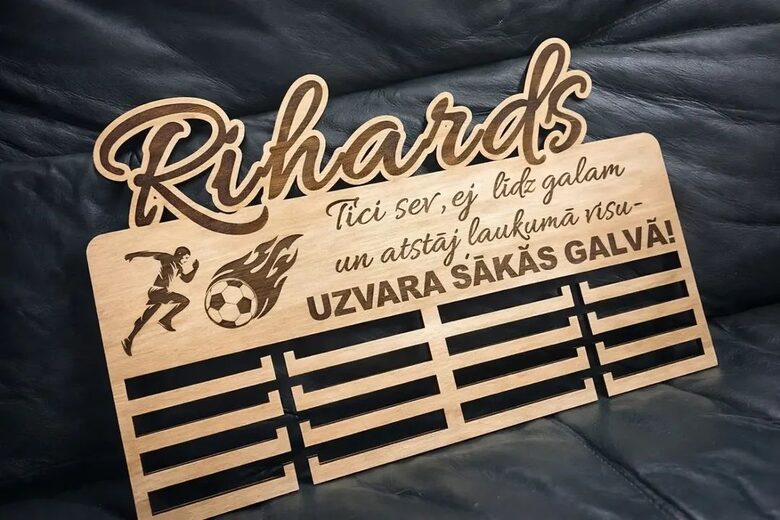 Rihards
Tici sev, ej līdz galam
un atstāj laukumā visu-
UZVARA SĀKĀS GALVĀ!